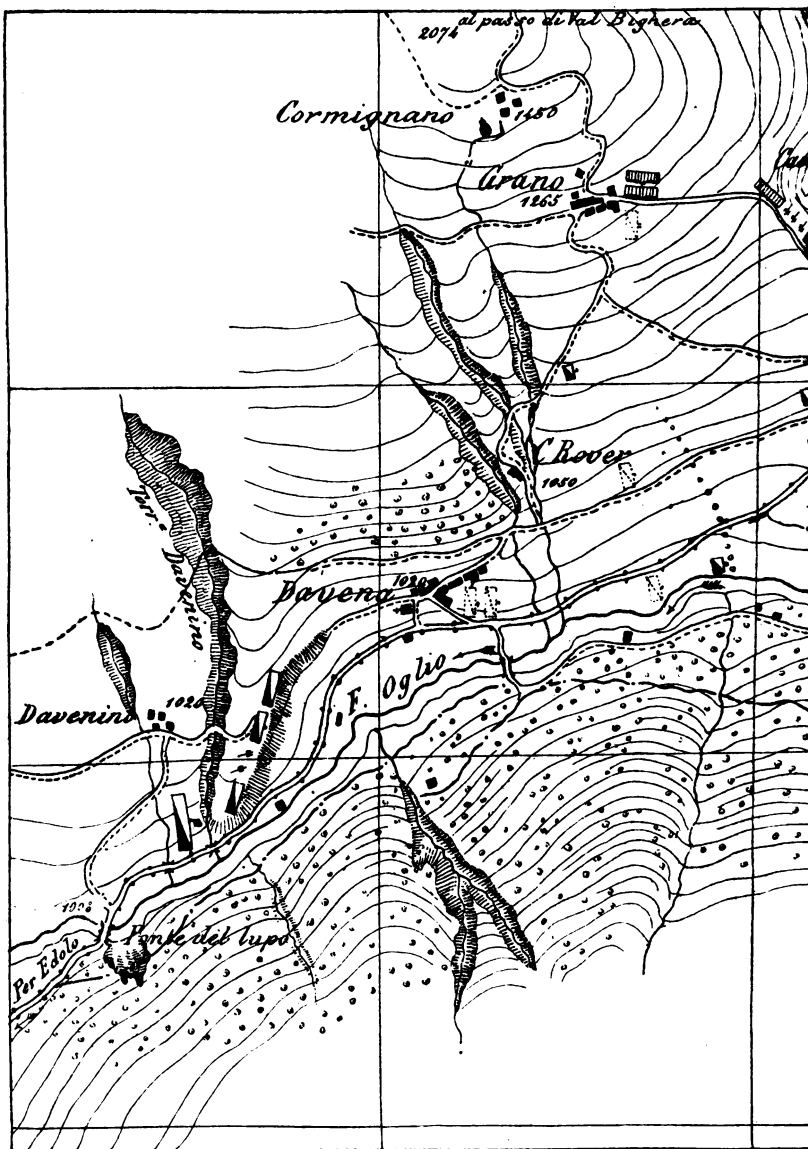 al passo di Val Bighera
2074
Cormignano
1450
Grano
1265
C. Rover
1050
Torr.e Davenino
Davena
1020
F. Oglio
Davenino
1020
Ponte del lupo
Per Edolo